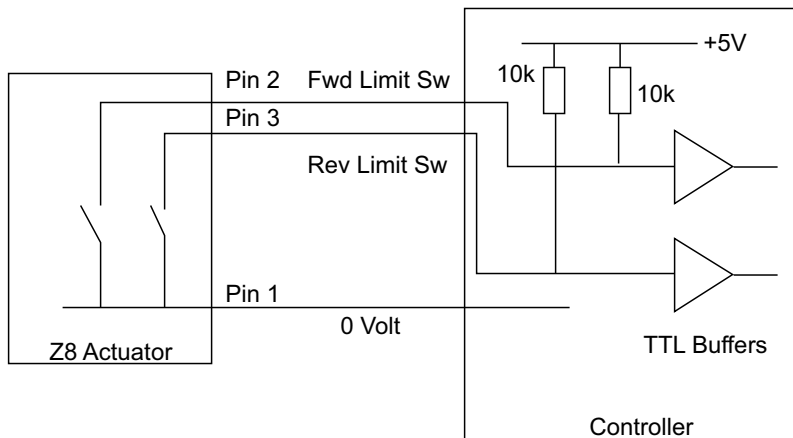 +5V
10k
10k
Pin 2 Fwd Limit Sw
Pin 3
Rev Limit Sw
Pin 1
0 Volt
Z8 Actuator
TTL Buffers
Controller